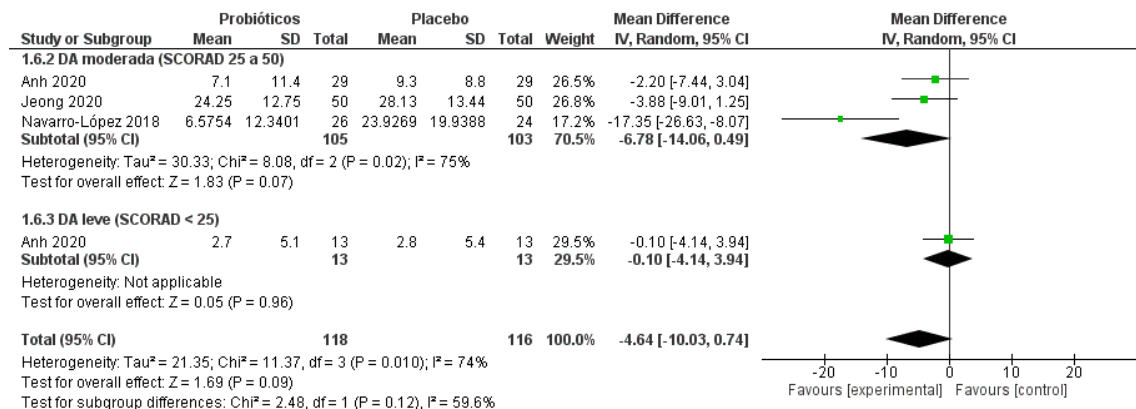 Probióticos Placebo Mean Difference Mean Difference
Study or Subgroup Mean SD Total Mean SD Total Weight IV, Random, 95% CI IV, Random, 95% CI
1.6.2 DA moderada (SCORAD 25 a 50)
Anh 2020 7.1 11.4 29 9.3 8.8 29 26.5% -2.20 [-7.44, 3.04]
Jeong 2020 24.25 12.75 50 28.13 13.44 50 26.8% -3.88 [-9.01, 1.25]
Navarro-López 2018 6.5754 12.3401 26 23.9269 19.9388 24 17.2% -17.35 [-26.63, -8.07]
Subtotal (95% CI) 105 103 70.5% -6.78 [-14.06, 0.49]
Heterogeneity: Tau² = 30.33; Chi² = 8.08, df = 2 (P = 0.02); I² = 75%
Test for overall effect: Z = 1.83 (P = 0.07)
1.6.3 DA leve (SCORAD < 25)
Anh 2020 2.7 5.1 13 2.8 5.4 13 29.5% -0.10 [-4.14, 3.94]
Subtotal (95% CI) 13 13 29.5% -0.10 [-4.14, 3.94]
Heterogeneity: Not applicable
Test for overall effect: Z = 0.05 (P = 0.96)
Total (95% CI) 118 116 100.0% -4.64 [-10.03, 0.74]
Heterogeneity: Tau² = 21.35; Chi² = 11.37, df = 3 (P = 0.010); I² = 74%
Test for overall effect: Z = 1.69 (P = 0.09)
Test for subgroup differences: Chi² = 2.48, df = 1 (P = 0.12), I² = 59.6%
-20 -10 0 10 20
Favours [experimental] Favours [control]